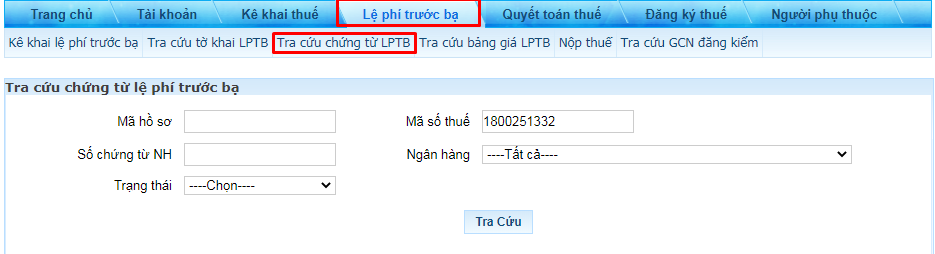 Trang chủ Tài khoản Kê khai thuế Lệ phí trước bạ Quyết toán thuế Đăng ký thuế Người phụ thuộc
Kê khai lệ phí trước bạ Tra cứu tờ khai LPTB Tra cứu chứng từ LPTB Tra cứu bảng giá LPTB Nộp thuế Tra cứu GCN đăng kiểm
Tra cứu chứng từ lệ phí trước bạ
Mã hồ sơ Mã số thuế 1800251332
Số chứng từ NH Ngân hàng ----Tất cả----
Trạng thái ----Chọn----
Tra Cứu